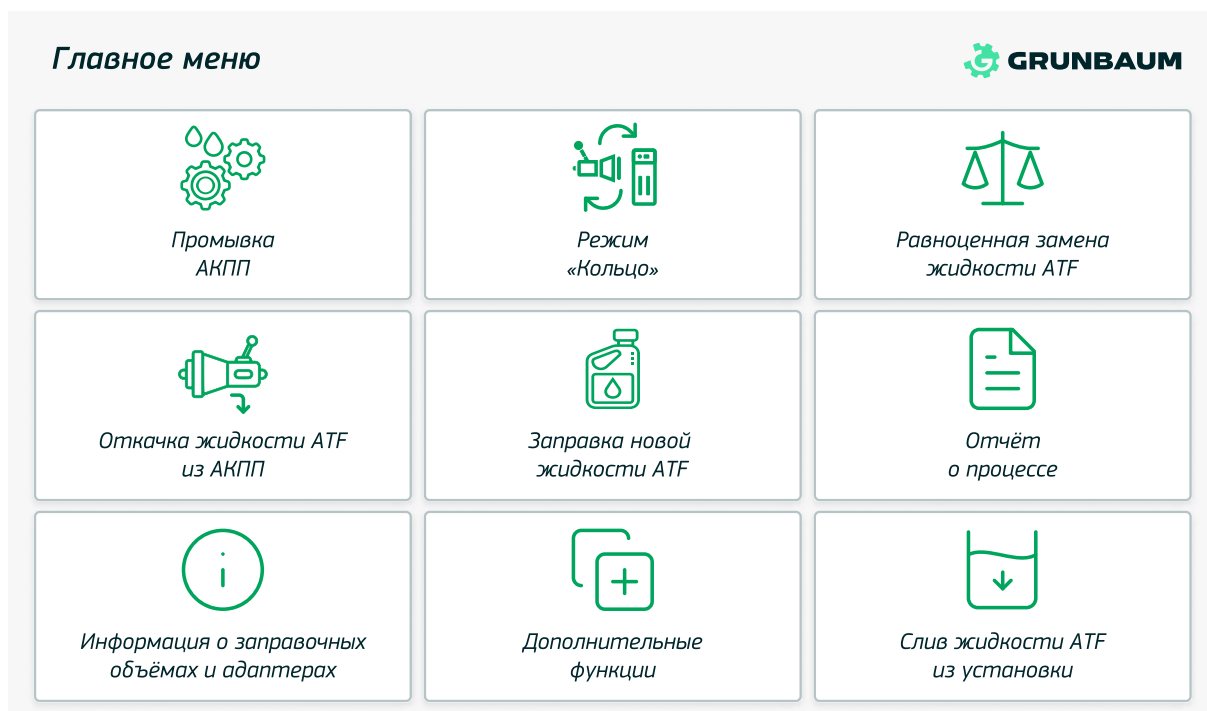 Главное меню
GRUNBAUM
Промывка
АКПП
Режим
«Кольцо»
Равноценная замена
жидкости ATF
Откачка жидкости ATF
из АКПП
Заправка новой
жидкости ATF
Отчёт
о процессе
Информация о заправочных
объёмах и адаптерах
Дополнительные
функции
Слив жидкости ATF
из установки